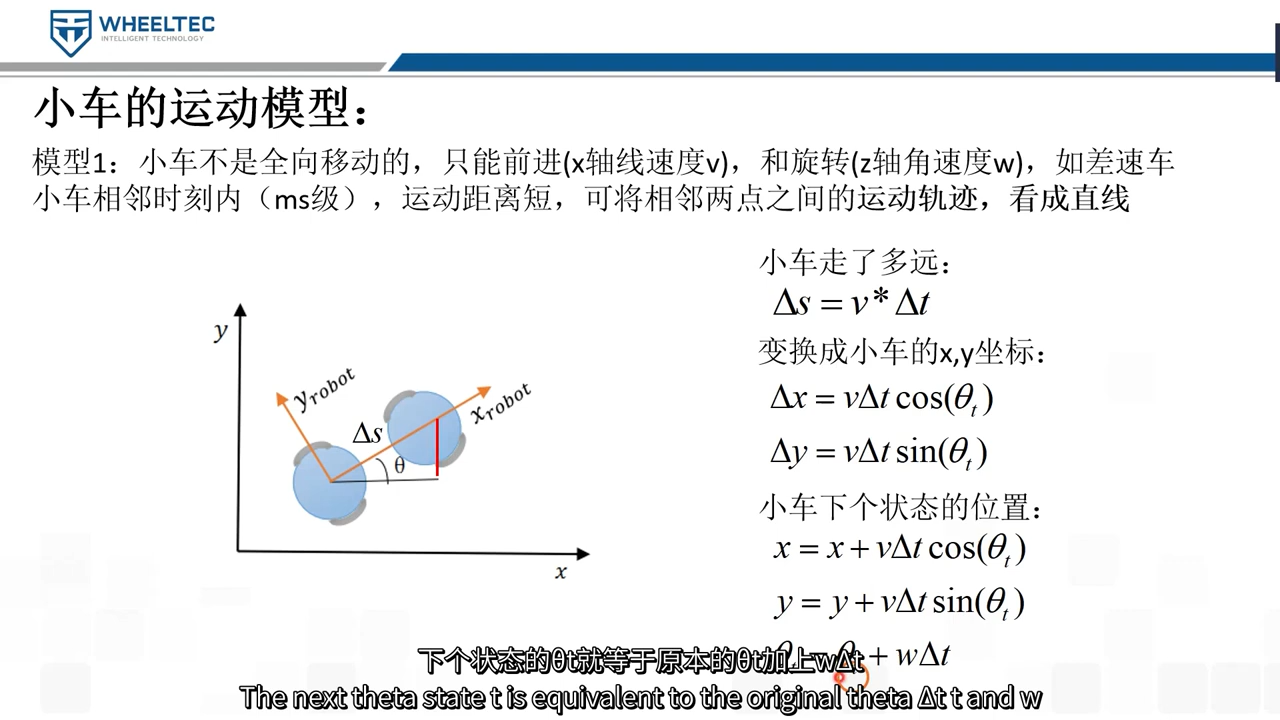 WHEELTEC
INTELLIGENT TECHNOLOGY
小车的运动模型：
模型1：小车不是全向移动的，只能前进(x轴线速度v)，和旋转(z轴角速度w)，如差速车
小车相邻时刻内（ms级），运动距离短，可将相邻两点之间的运动轨迹，看成直线
小车走了多远：
Δs = v * Δt
变换成小车的x,y坐标：
Δx = vΔt cos(θt)
Δy = vΔt sin(θt)
小车下个状态的位置：
x = x + vΔt cos(θt)
y = y + vΔt sin(θt)
+ wΔt
y
yrobot
xrobot
Δs
θ
x
下个状态的θt就等于原本的θt加上wΔt
The next theta state t is equivalent to the original theta Δt t and w